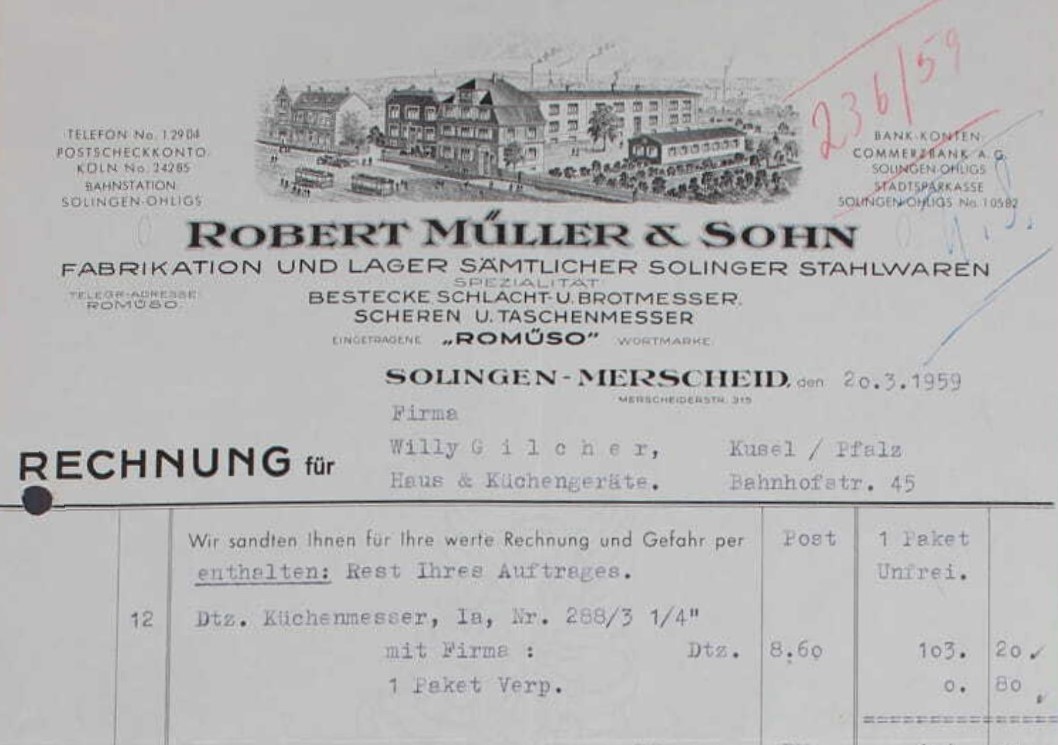 236/59
TELEFON No. 1 29 04
POSTSCHECKKONTO:
KÖLN No. 24285
BAHNSTATION:
SOLINGEN-OHLIGS
BANK-KONTEN:
COMMERZBANK A.G.
SOLINGEN-OHLIGS
STADTSPARKASSE
SOLINGEN-OHLIGS No. 10582
ROBERT MÜLLER & SOHN
FABRIKATION UND LAGER SÄMTLICHER SOLINGER STAHLWAREN
SPEZIALITÄT:
TELEGR-ADRESSE:
ROMÜSO.
BESTECKE, SCHLACHT- U. BROTMESSER.
SCHEREN U. TASCHENMESSER
EINGETRAGENE „ROMÜSO" WORTMARKE.
SOLINGEN-MERSCHEID, den 20.3.1959
MERSCHEIDERSTR. 315
Firma
Willy G i l c h e r, Kusel / Pfalz
RECHNUNG für
Haus & Küchengeräte. Bahnhofstr. 45
Wir sandten Ihnen für Ihre werte Rechnung und Gefahr per Post 1 Paket
enthalten: Rest Ihres Auftrages. Unfrei.
12 Dtz. Küchenmesser, Ia, Nr. 288/3 1/4"
mit Firma : Dtz. 8.60 103. 20
1 Paket Verp. 0. 80